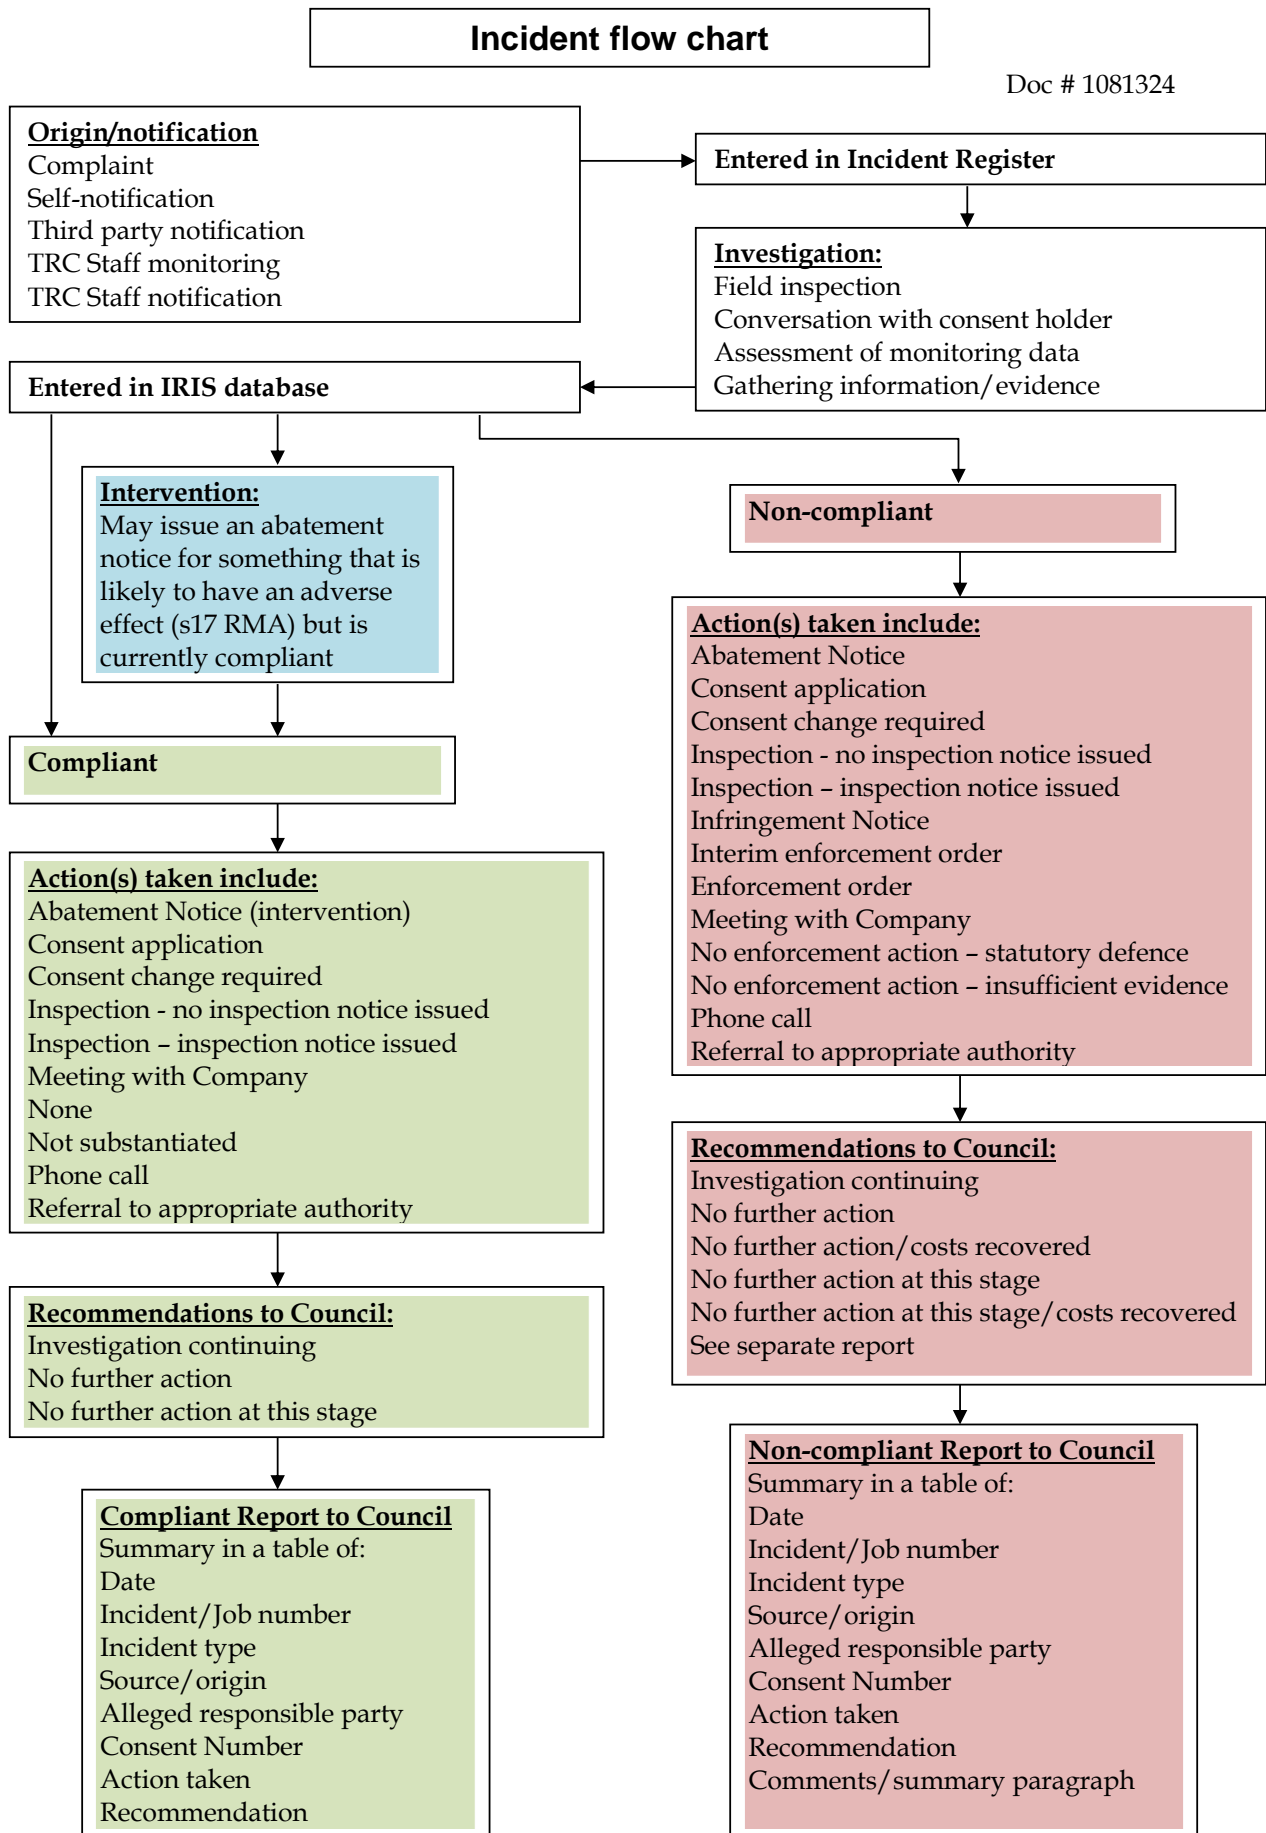 Incident flow chart
Doc # 1081324
Origin/notification
Complaint
Self-notification
Third party notification
TRC Staff monitoring
TRC Staff notification
Entered in Incident Register
Investigation:
Field inspection
Conversation with consent holder
Assessment of monitoring data
Gathering information/evidence
Entered in IRIS database
Intervention:
May issue an abatement
notice for something that is
likely to have an adverse
effect (s17 RMA) but is
currently compliant
Non-compliant
Compliant
Action(s) taken include:
Abatement Notice (intervention)
Consent application
Consent change required
Inspection - no inspection notice issued
Inspection – inspection notice issued
Meeting with Company
None
Not substantiated
Phone call
Referral to appropriate authority
Action(s) taken include:
Abatement Notice
Consent application
Consent change required
Inspection - no inspection notice issued
Inspection – inspection notice issued
Infringement Notice
Interim enforcement order
Enforcement order
Meeting with Company
No enforcement action – statutory defence
No enforcement action – insufficient evidence
Phone call
Referral to appropriate authority
Recommendations to Council:
Investigation continuing
No further action
No further action at this stage
Recommendations to Council:
Investigation continuing
No further action
No further action/costs recovered
No further action at this stage
No further action at this stage/costs recovered
See separate report
Compliant Report to Council
Summary in a table of:
Date
Incident/Job number
Incident type
Source/origin
Alleged responsible party
Consent Number
Action taken
Recommendation
Non-compliant Report to Council
Summary in a table of:
Date
Incident/Job number
Incident type
Source/origin
Alleged responsible party
Consent Number
Action taken
Recommendation
Comments/summary paragraph